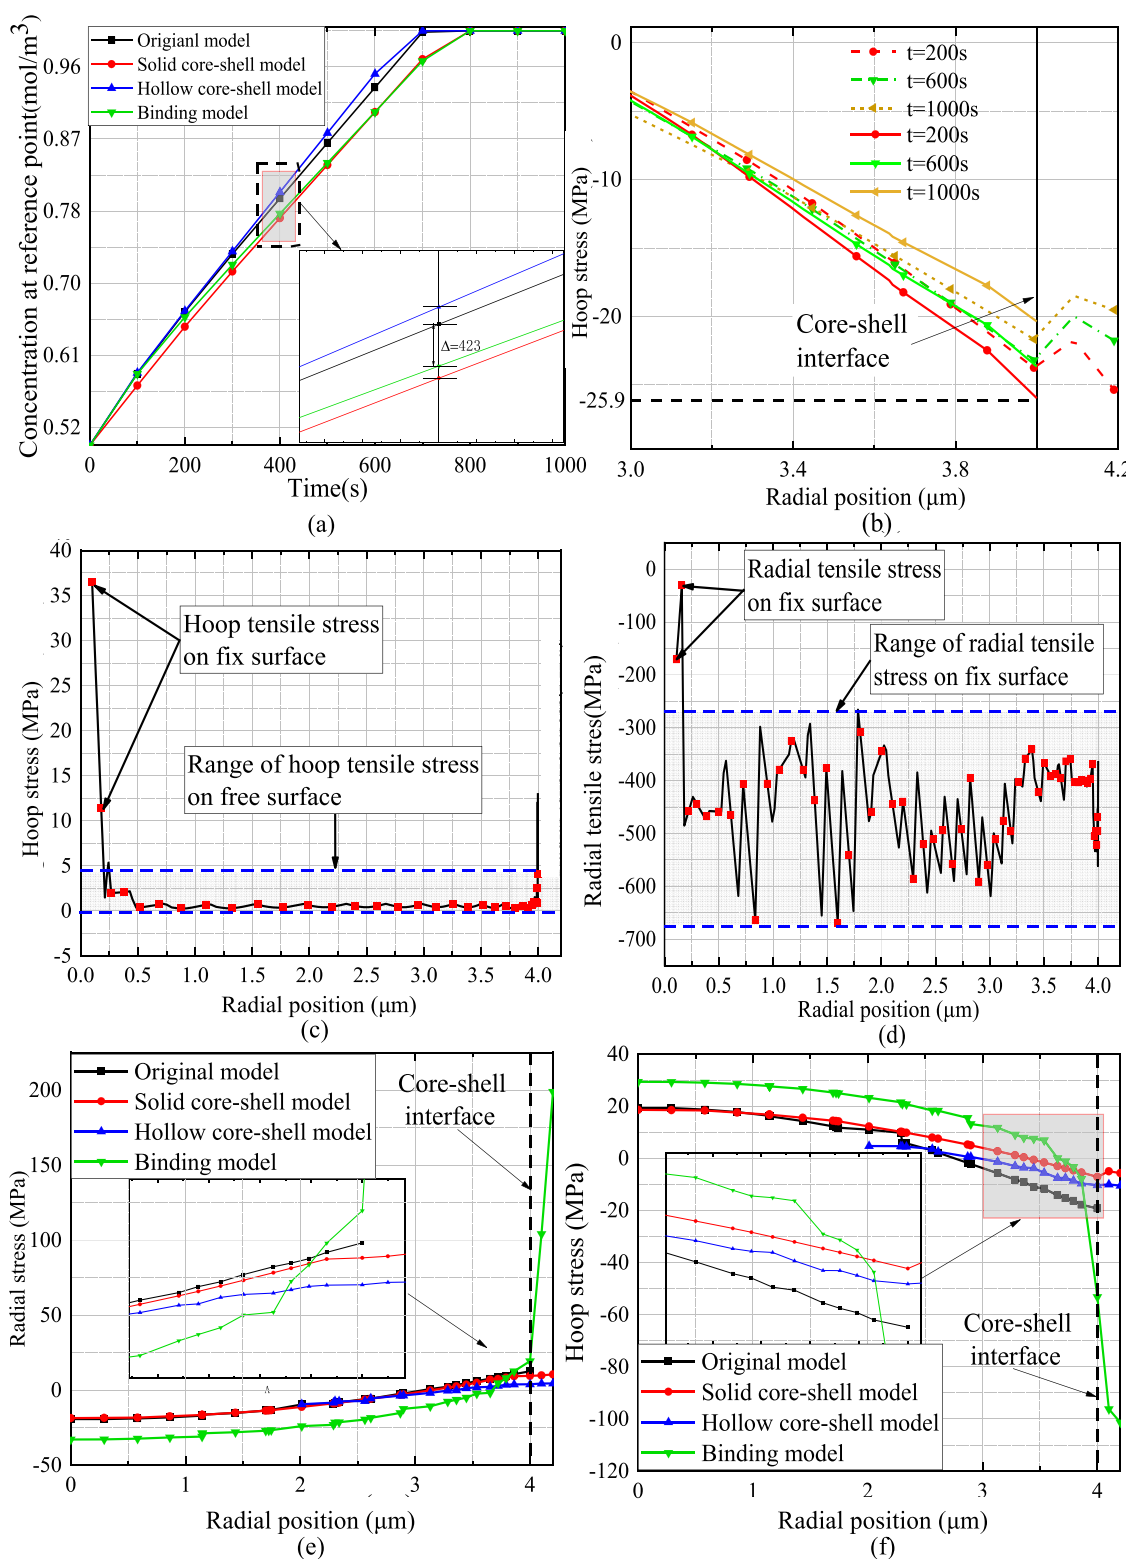 Concentration at reference point(mol/m³)
0.96
0.87
0.78
0.70
0.61
0.52
Origianl model
Solid core-shell model
Hollow core-shell model
Binding model
Δ=423
0
200
400
600
800
1000
Time(s)
(a)
Hoop stress (MPa)
0
-10
-20
-25.9
t=200s
t=600s
t=1000s
t=200s
t=600s
t=1000s
Core-shell
interface
3.0
3.4
3.8
4.2
Radial position (μm)
(b)
Hoop stress (MPa)
40
35
30
25
20
15
10
5
0
-5
Hoop tensile stress
on fix surface
Range of hoop tensile stress
on free surface
0.0
0.5
1.0
1.5
2.0
2.5
3.0
3.5
4.0
Radial position (μm)
(c)
Radial tensile stres(MPa)
0
-100
-200
-300
-400
-500
-600
-700
Radial tensile stress
on fix surface
Range of radial tensile
stress on fix surface
0.0
0.5
1.0
1.5
2.0
2.5
3.0
3.5
4.0
Radial position (μm)
(d)
Radial stress (MPa)
200
150
100
50
0
-50
Original model
Solid core-shell model
Hollow core-shell model
Binding model
Core-shell
interface
0
1
2
3
4
Radial position (μm)
(e)
Hoop stress (MPa)
40
20
0
-20
-40
-60
-80
-100
-120
Core-shell
interface
Original model
Solid core-shell model
Hollow core-shell model
Binding model
0
1
2
3
4
Radial position (μm)
(f)